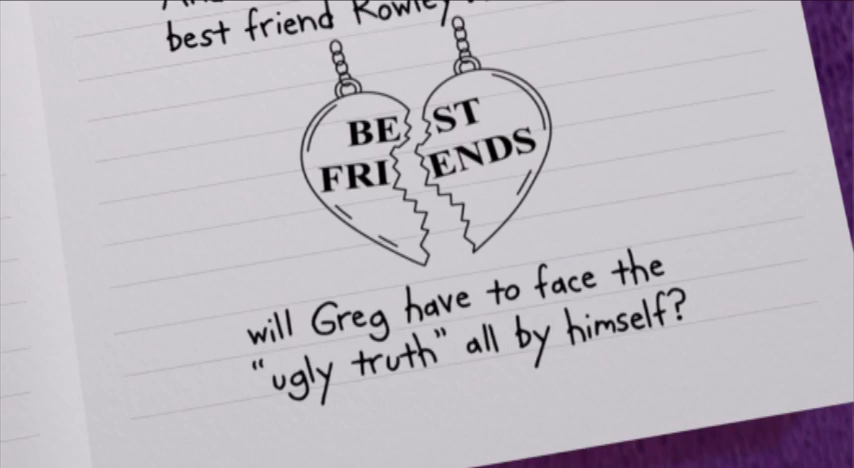 best friend Rowley
BE ST
FRI ENDS
will Greg have to face the
"ugly truth" all by himself?